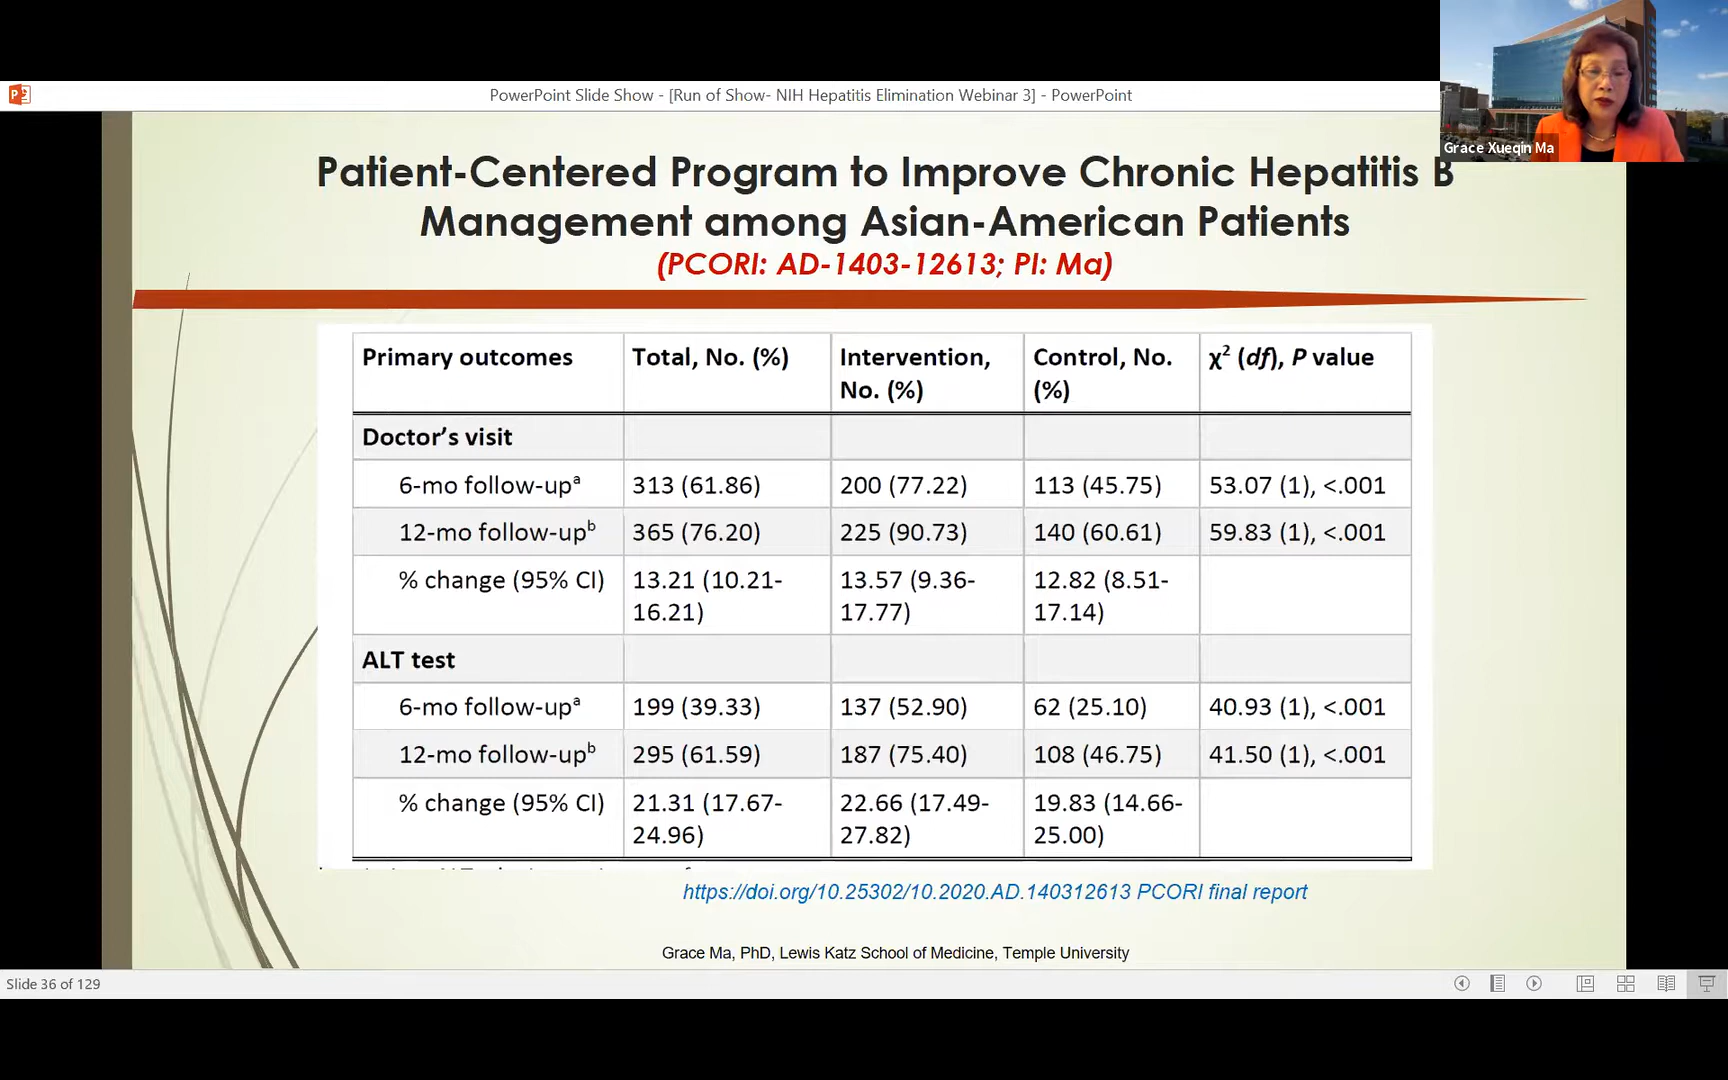 PowerPoint Slide Show - [Run of Show- NIH Hepatitis Elimination Webinar 3] - PowerPoint
Grace Xueqin Ma
Patient-Centered Program to Improve Chronic Hepatitis B
Management among Asian-American Patients
(PCORI: AD-1403-12613; PI: Ma)
Primary outcomes Total, No. (%) Intervention, No. (%) Control, No. (%) χ² (df), P value
Doctor's visit
6-mo follow-upᵃ 313 (61.86) 200 (77.22) 113 (45.75) 53.07 (1), <.001
12-mo follow-upᵇ 365 (76.20) 225 (90.73) 140 (60.61) 59.83 (1), <.001
% change (95% CI) 13.21 (10.21-16.21) 13.57 (9.36-17.77) 12.82 (8.51-17.14)
ALT test
6-mo follow-upᵃ 199 (39.33) 137 (52.90) 62 (25.10) 40.93 (1), <.001
12-mo follow-upᵇ 295 (61.59) 187 (75.40) 108 (46.75) 41.50 (1), <.001
% change (95% CI) 21.31 (17.67-24.96) 22.66 (17.49-27.82) 19.83 (14.66-25.00)
https://doi.org/10.25302/10.2020.AD.140312613 PCORI final report
Grace Ma, PhD, Lewis Katz School of Medicine, Temple University
Slide 36 of 129